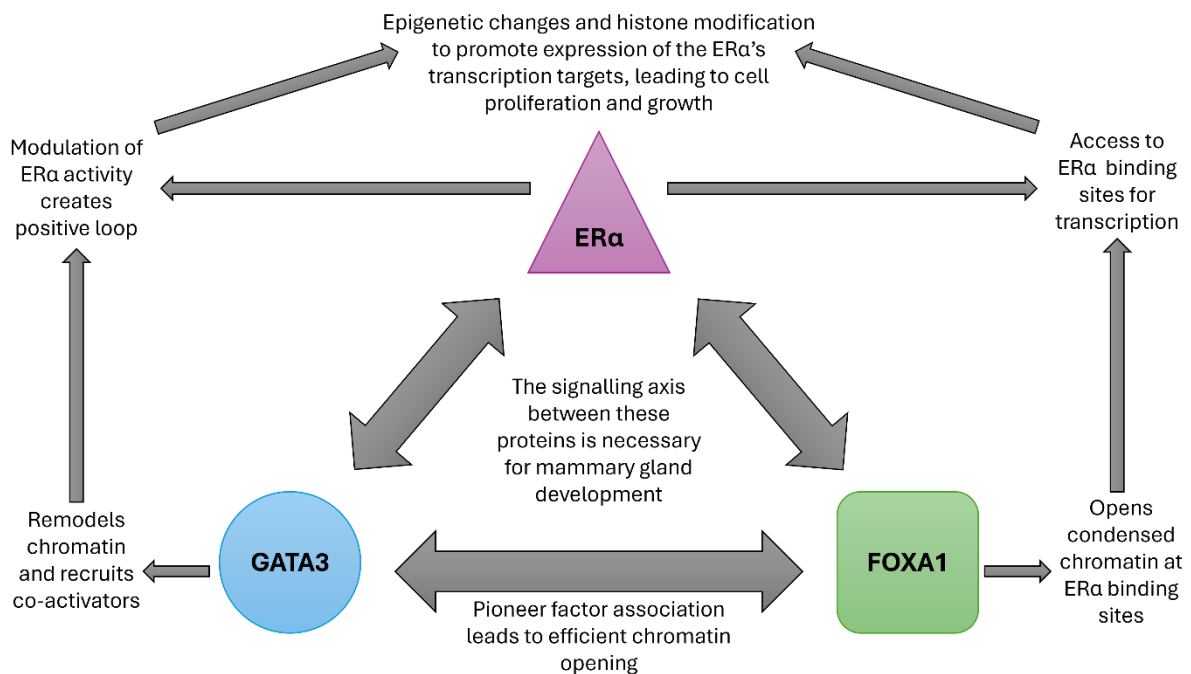 Epigenetic changes and histone modification
to promote expression of the ERα's
transcription targets, leading to cell
proliferation and growth
Modulation of
ERα activity
creates
positive loop
Access to
ERα binding
sites for
transcription
ERα
The signalling axis
between these
proteins is necessary
for mammary gland
development
Remodels
chromatin
and recruits
co-activators
GATA3
FOXA1
Opens
condensed
chromatin at
ERα binding
sites
Pioneer factor association
leads to efficient chromatin
opening